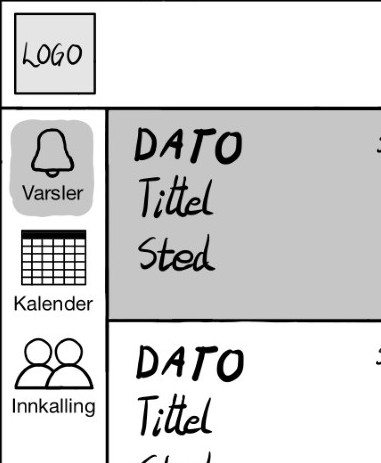 LOGO
Varsler
Kalender
Innkalling
DATO
Tittel
Sted
DATO
Tittel